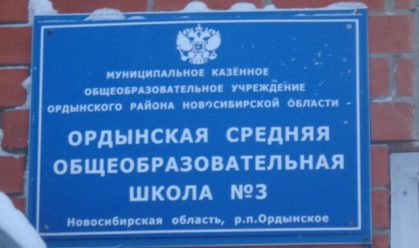 МУНИЦИПАЛЬНОЕ КАЗЁННОЕ
ОБЩЕОБРАЗОВАТЕЛЬНОЕ УЧРЕЖДЕНИЕ
ОРДЫНСКОГО РАЙОНА НОВОСИБИРСКОЙ ОБЛАСТИ -
ОРДЫНСКАЯ СРЕДНЯЯ
ОБЩЕОБРАЗОВАТЕЛЬНАЯ
ШКОЛА №3
Новосибирская область, р.п.Ордынское